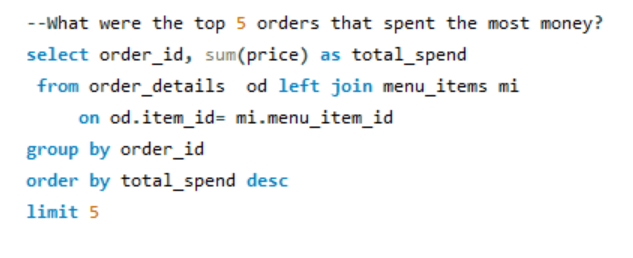 --What were the top 5 orders that spent the most money?
select order_id, sum(price) as total_spend
from order_details  od left join menu_items mi
on od.item_id= mi.menu_item_id
group by order_id
order by total_spend desc
limit 5